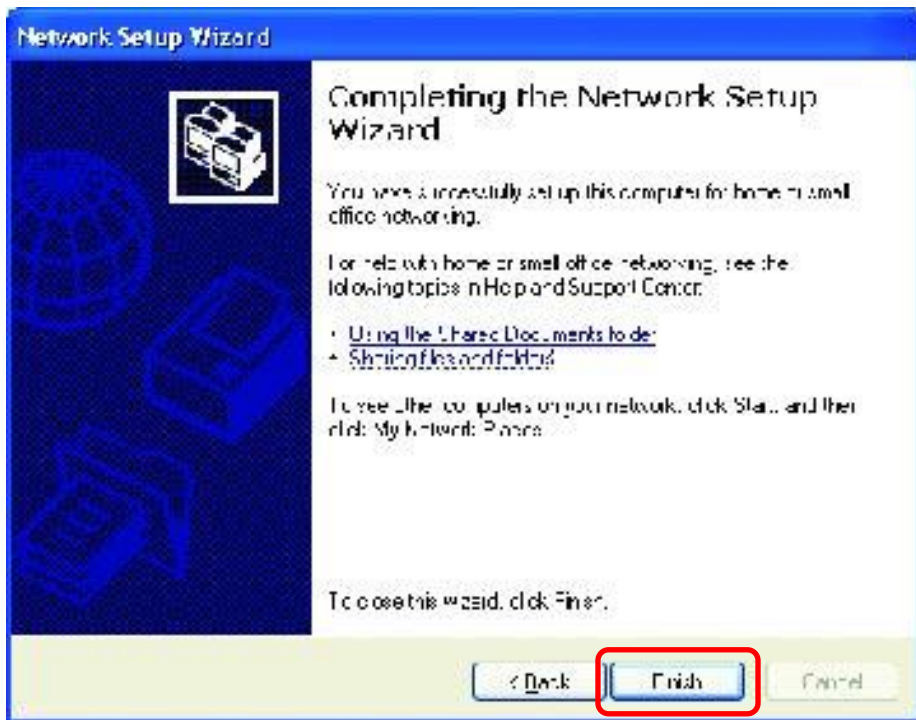 Network Setup Wizard
Completing the Network Setup
Wizard
You have successfully set up this computer for home or small
office networking.
For help with home or small office networking, see the
following topics in Help and Support Center:
• Using the Shared Documents folder
• Sharing files and folders
To see other computers on your network, click Start, and then
click My Network Places.
To close this wizard, click Finish.
< Back
Finish
Cancel